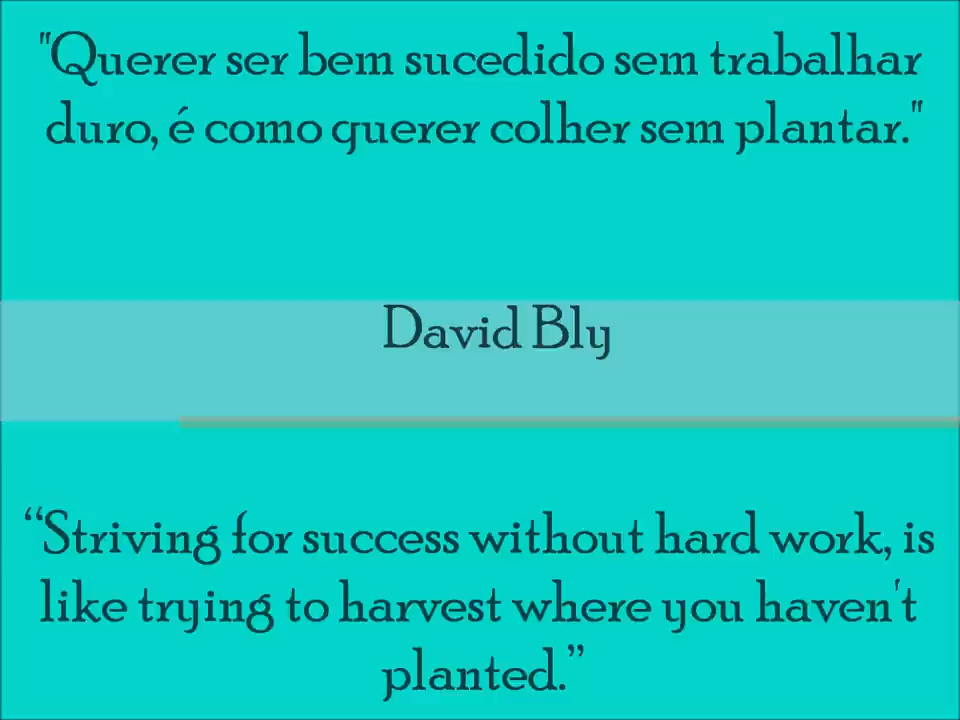 "Querer ser bem sucedido sem trabalhar
duro, é como querer colher sem plantar."
David Bly
“Striving for success without hard work, is
like trying to harvest where you haven't
planted.”